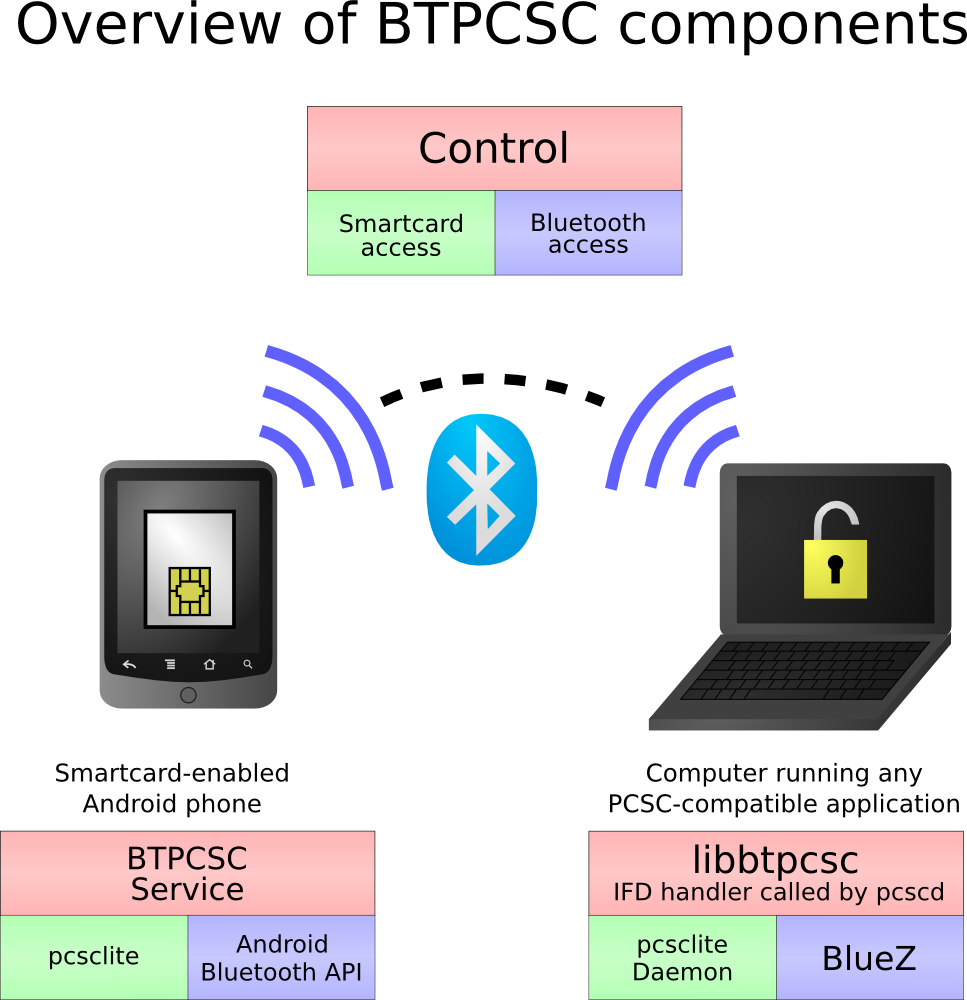 Overview of BTPCSC components
Control
Smartcard
access
Bluetooth
access
Smartcard-enabled
Android phone
BTPCSC
Service
pcsclite
Android
Bluetooth API
Computer running any
PCSC-compatible application
libbtpcsc
IFD handler called by pcscd
pcsclite
Daemon
BlueZ